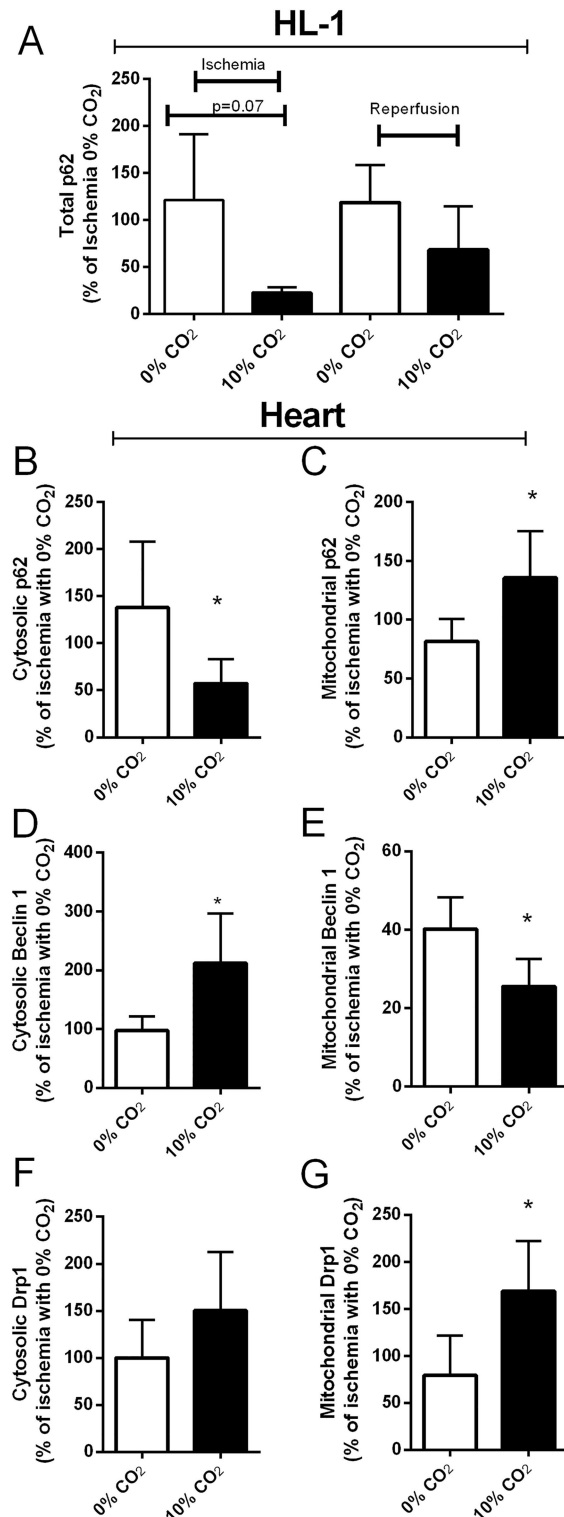 HL-1
A
Ischemia
p=0.07
Reperfusion
Total p62
(% of Ischemia 0% CO2)
250
200
150
100
50
0
0% CO2
10% CO2
0% CO2
10% CO2
Heart
B
Cytosolic p62
(% of ischemia with 0% CO2)
250
200
150
100
50
0
*
0% CO2
10% CO2
C
Mitochondrial p62
(% of ischemia with 0% CO2)
200
150
100
50
0
*
0% CO2
10% CO2
D
Cytosolic Beclin 1
(% of ischemia with 0% CO2)
400
300
200
100
0
*
0% CO2
10% CO2
E
Mitochondrial Beclin 1
(% of ischemia with 0% CO2)
60
40
20
0
*
0% CO2
10% CO2
F
Cytosolic Drp1
(% of ischemia with 0% CO2)
250
200
150
100
50
0
0% CO2
10% CO2
G
Mitochondrial Drp1
(% of ischemia with 0% CO2)
250
200
150
100
50
0
*
0% CO2
10% CO2